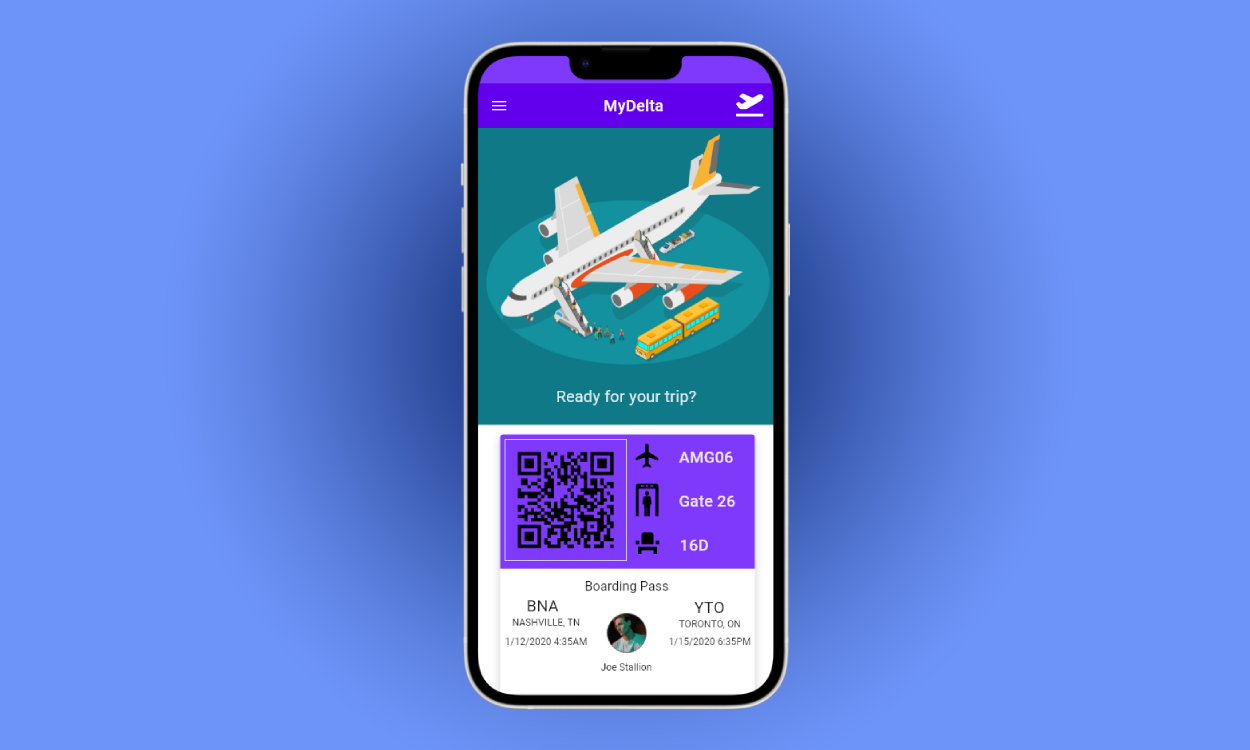 MyDelta
Ready for your trip?
AMG06
Gate 26
16D
Boarding Pass
BNA
NASHVILLE, TN
1/12/2020 4:35AM
YTO
TORONTO, ON
1/15/2020 6:35PM
Joe Stallion